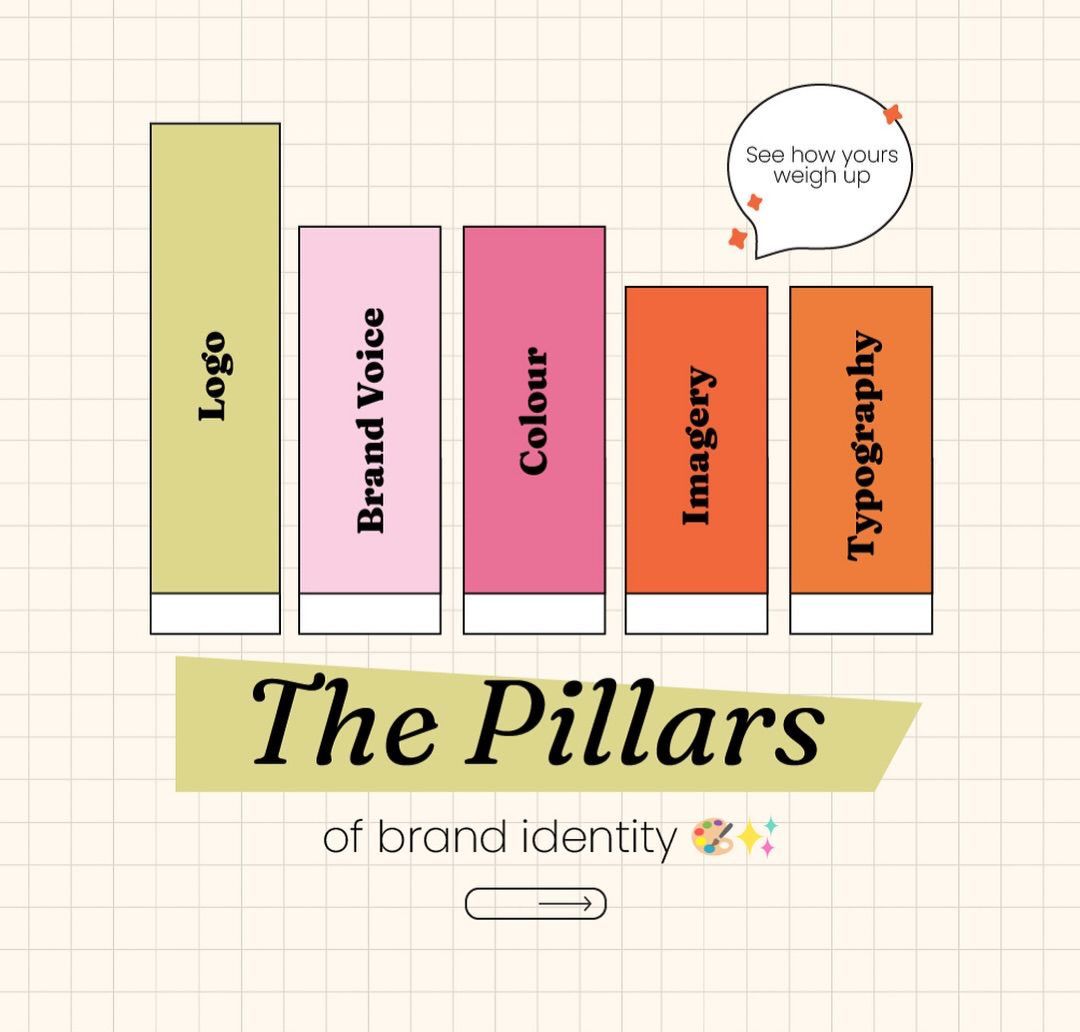 See how yours
weigh up
Logo
Brand Voice
Colour
Imagery
Typography
The Pillars
of brand identity 🎨✨